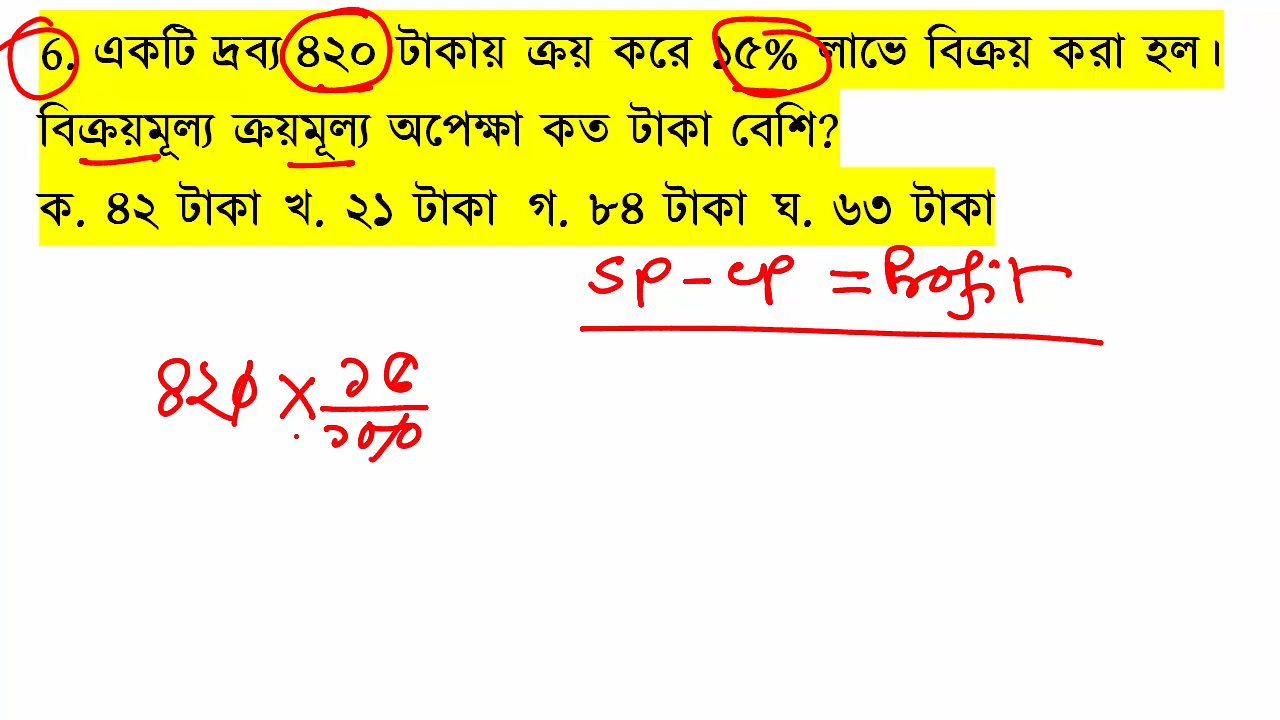 6. একটি দ্রব্য ৪২০ টাকায় ক্রয় করে ১৫% লাভে বিক্রয় করা হল।
বিক্রয়মূল্য ক্রয়মূল্য অপেক্ষা কত টাকা বেশি?
ক. ৪২ টাকা খ. ২১ টাকা গ. ৮৪ টাকা ঘ. ৬৩ টাকা
SP - CP = Profit
৪২০ × ১৫
১০০